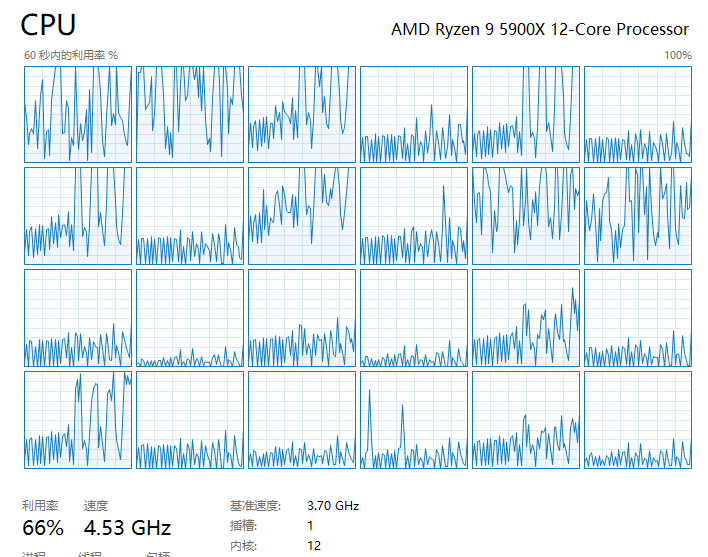 CPU
AMD Ryzen 9 5900X 12-Core Processor
60 秒内的利用率 %
100%
利用率
速度
基准速度:
3.70 GHz
66%
4.53 GHz
插槽:
1
内核:
12